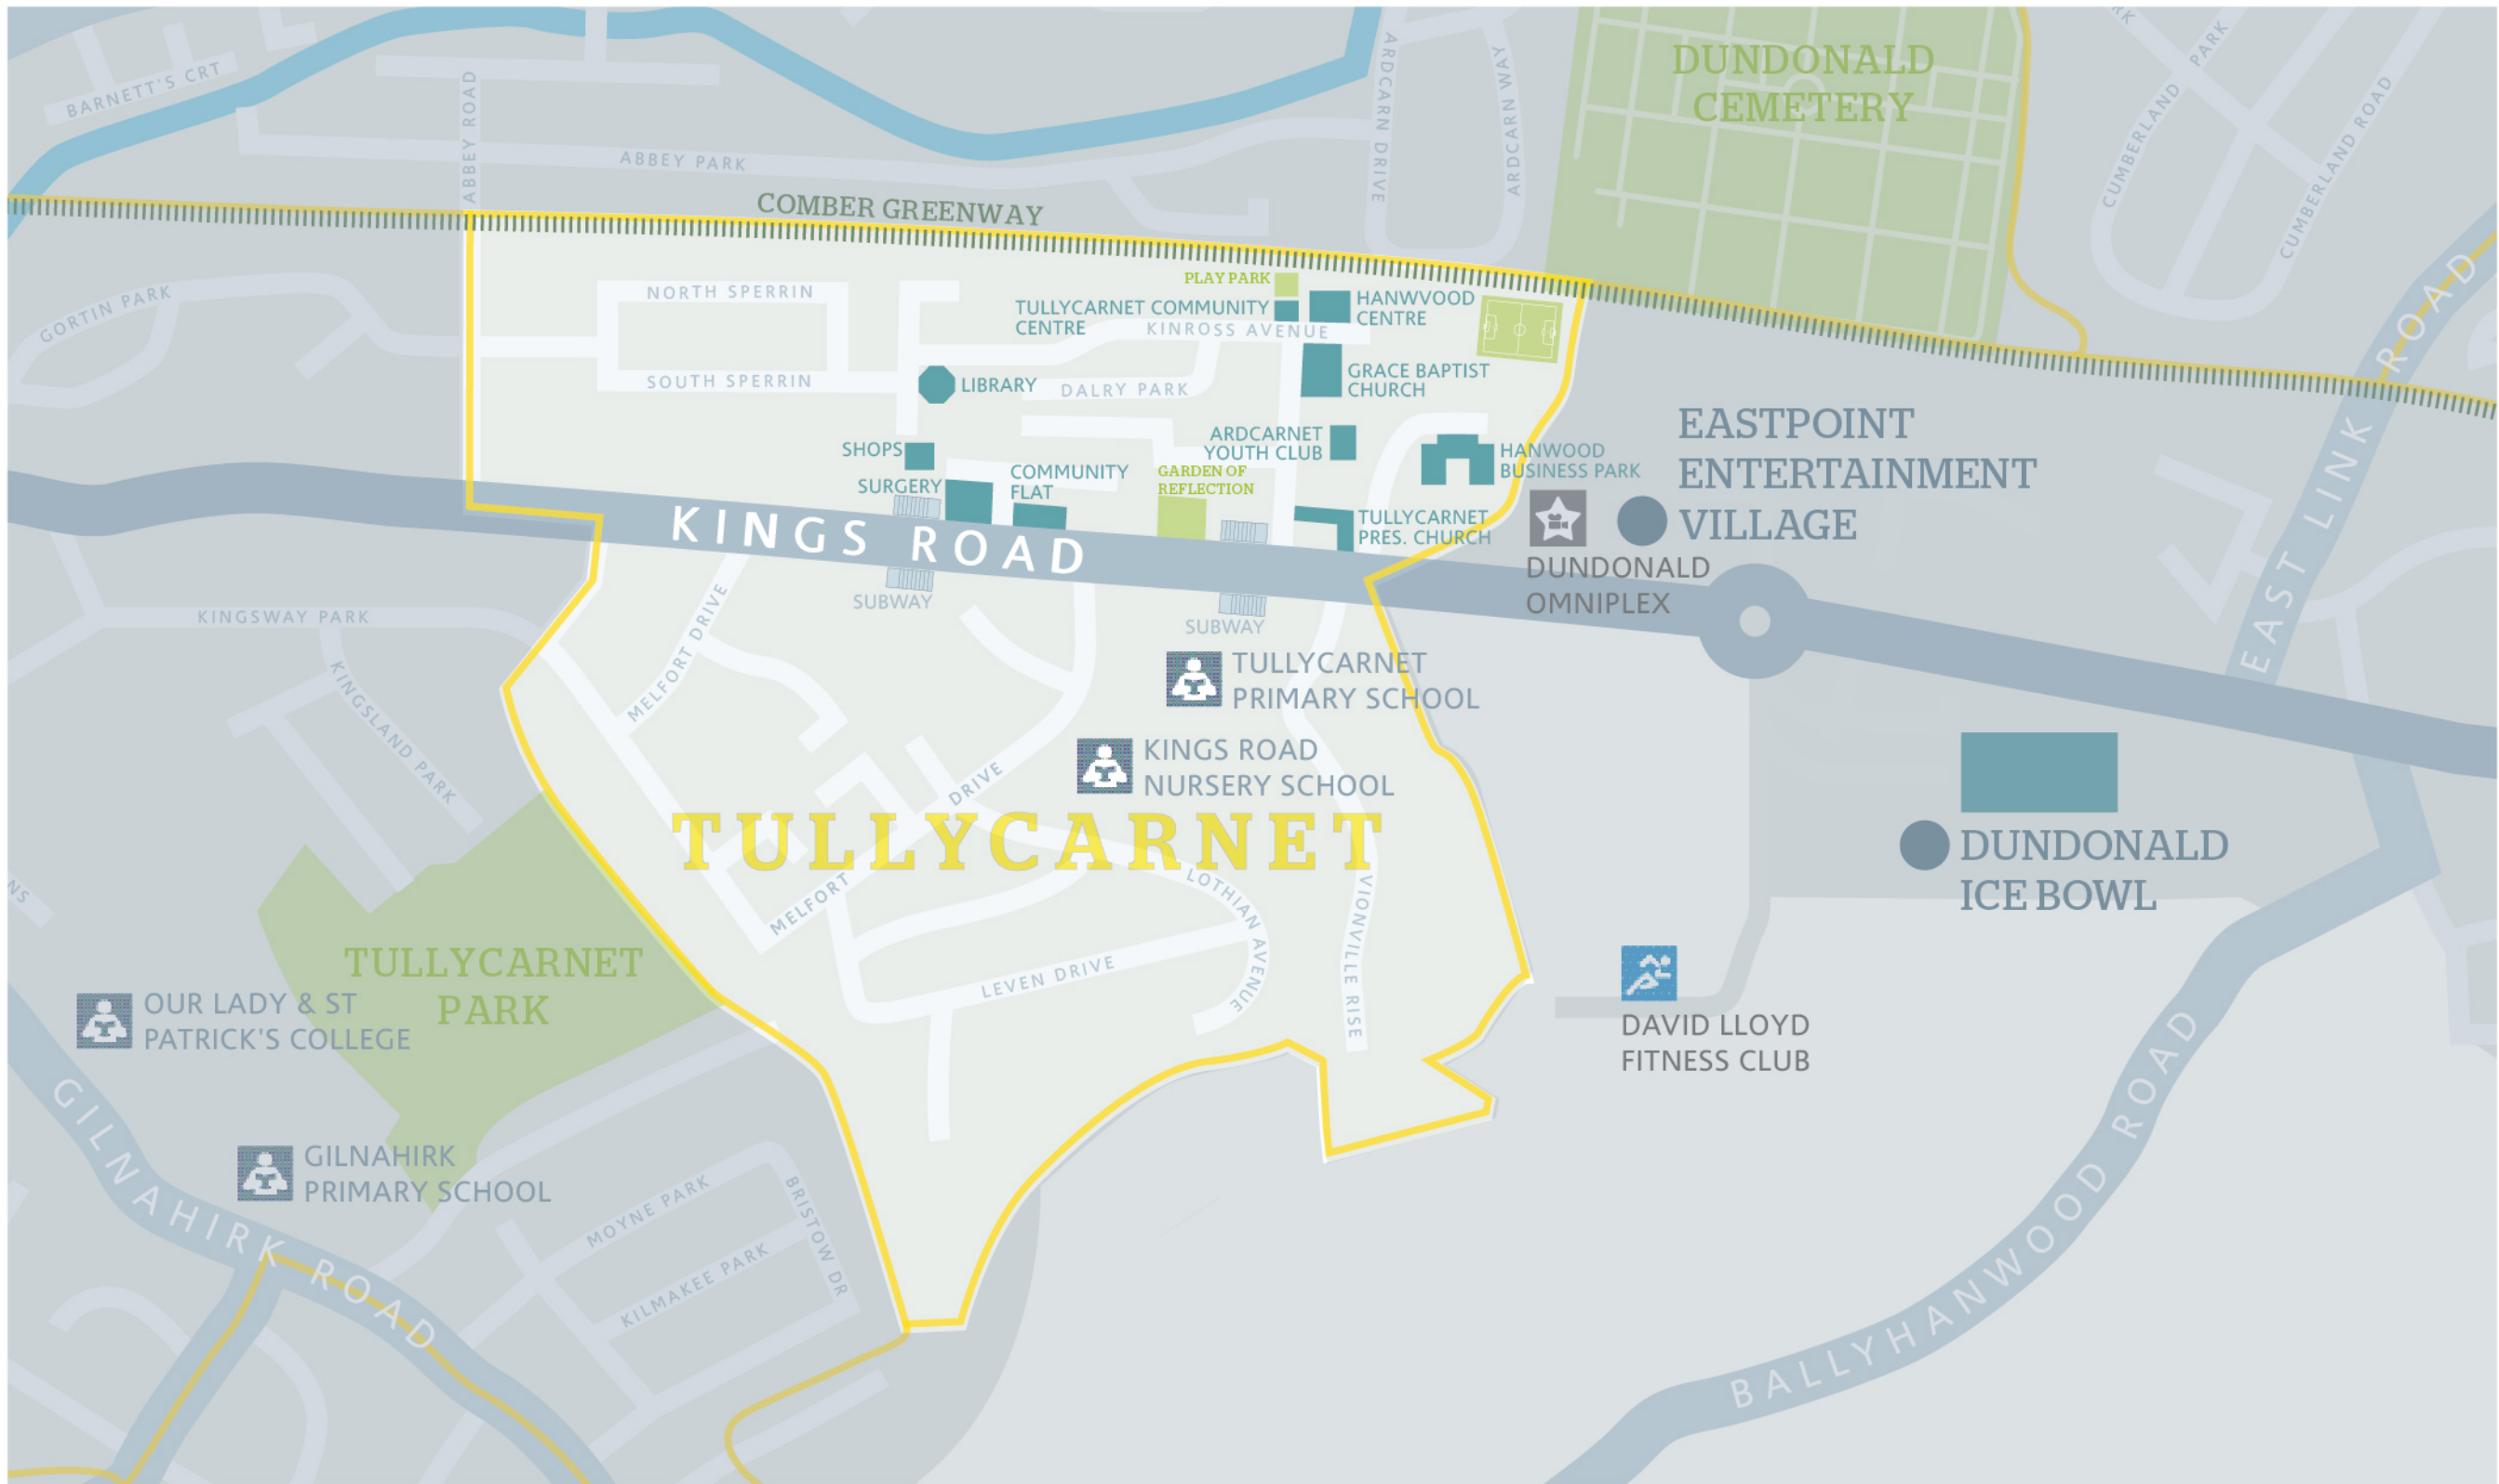 BARNETT'S CRT
ABBEY ROAD
ABBEY PARK
ARDCARN DRIVE
ARDCARN WAY
DUNDONALD
CEMETERY
RK
CUMBERLAND PARK
CUMBERLAND ROAD
COMBER GREENWAY
GORTIN PARK
NORTH SPERRIN
SOUTH SPERRIN
PLAY PARK
TULLYCARNET COMMUNITY
CENTRE
HANWVOOD
CENTRE
KINROSS AVENUE
LIBRARY
DALRY PARK
GRACE BAPTIST
CHURCH
ARDCARNET
YOUTH CLUB
SHOPS
SURGERY
COMMUNITY
FLAT
GARDEN OF
REFLECTION
HANWOOD
BUSINESS PARK
TULLYCARNET
PRES. CHURCH
EASTPOINT
ENTERTAINMENT
VILLAGE
DUNDONALD
OMNIPLEX
EAST LINK ROAD
KINGS ROAD
SUBWAY
SUBWAY
KINGSWAY PARK
KINGSLAND PARK
MELFORT DRIVE
TULLYCARNET
PRIMARY SCHOOL
KINGS ROAD
NURSERY SCHOOL
TULLYCARNET
MELFORT DRIVE
LOTHIAN AVENUE
VIONVILLE RISE
LEVEN DRIVE
DUNDONALD
ICE BOWL
DAVID LLOYD
FITNESS CLUB
NS
TULLYCARNET
PARK
OUR LADY & ST
PATRICK'S COLLEGE
GILNAHIRK
PRIMARY SCHOOL
GILNAHIRK ROAD
MOYNE PARK
KILMAKEE PARK
BRISTOW DR
BALLYHANWOOD ROAD